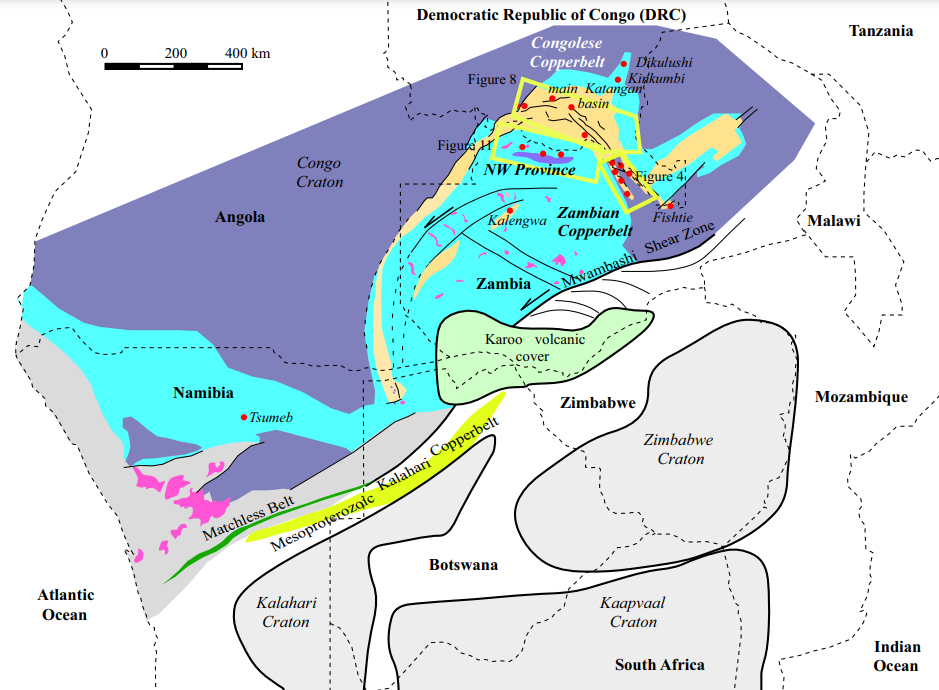 Democratic Republic of Congo (DRC)
Tanzania
0 200 400 km
Congolese
Copperbelt
Dikulushi
Kidkumbi
Figure 8
main Katangan
basin
Figure 11
Congo
Craton
NW Province
Figure 4
Angola
Kalengwa
Zambian
Copperbelt
Fishtie
Malawi
Mwambashi Shear Zone
Zambia
Karoo volcanic
cover
Namibia
Tsumeb
Zimbabwe
Mozambique
Zimbabwe
Craton
Matchless Belt
Mesoproterozoic Kalahari Copperbelt
Botswana
Atlantic
Ocean
Kalahari
Craton
Kaapvaal
Craton
South Africa
Indian
Ocean